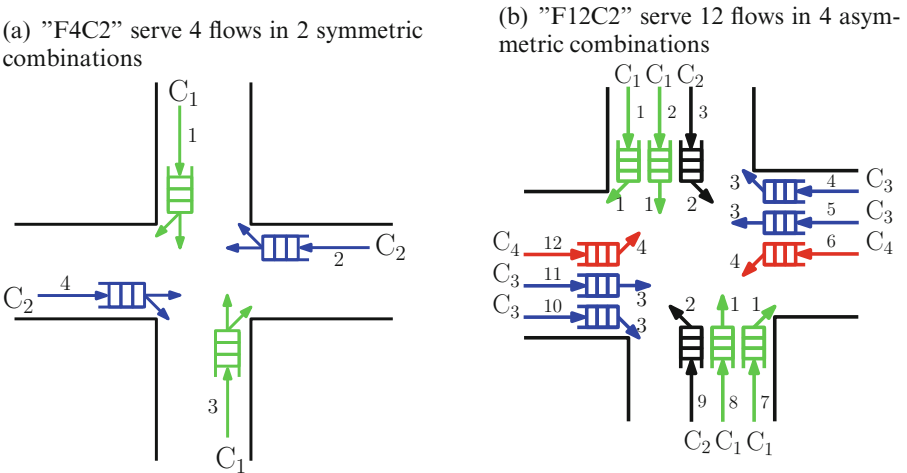 (a) ”F4C2” serve 4 flows in 2 symmetric
combinations
C1
1
2
C2
C2
4
3
C1
(b) ”F12C2” serve 12 flows in 4 asym-
metric combinations
C1 C1 C2
1 2 3
1 1 2
3 4 C3
3 5 C3
4 6 C4
C4 12 4
C3 11 3
C3 10 3
2 1 1
9 8 7
C2 C1 C1